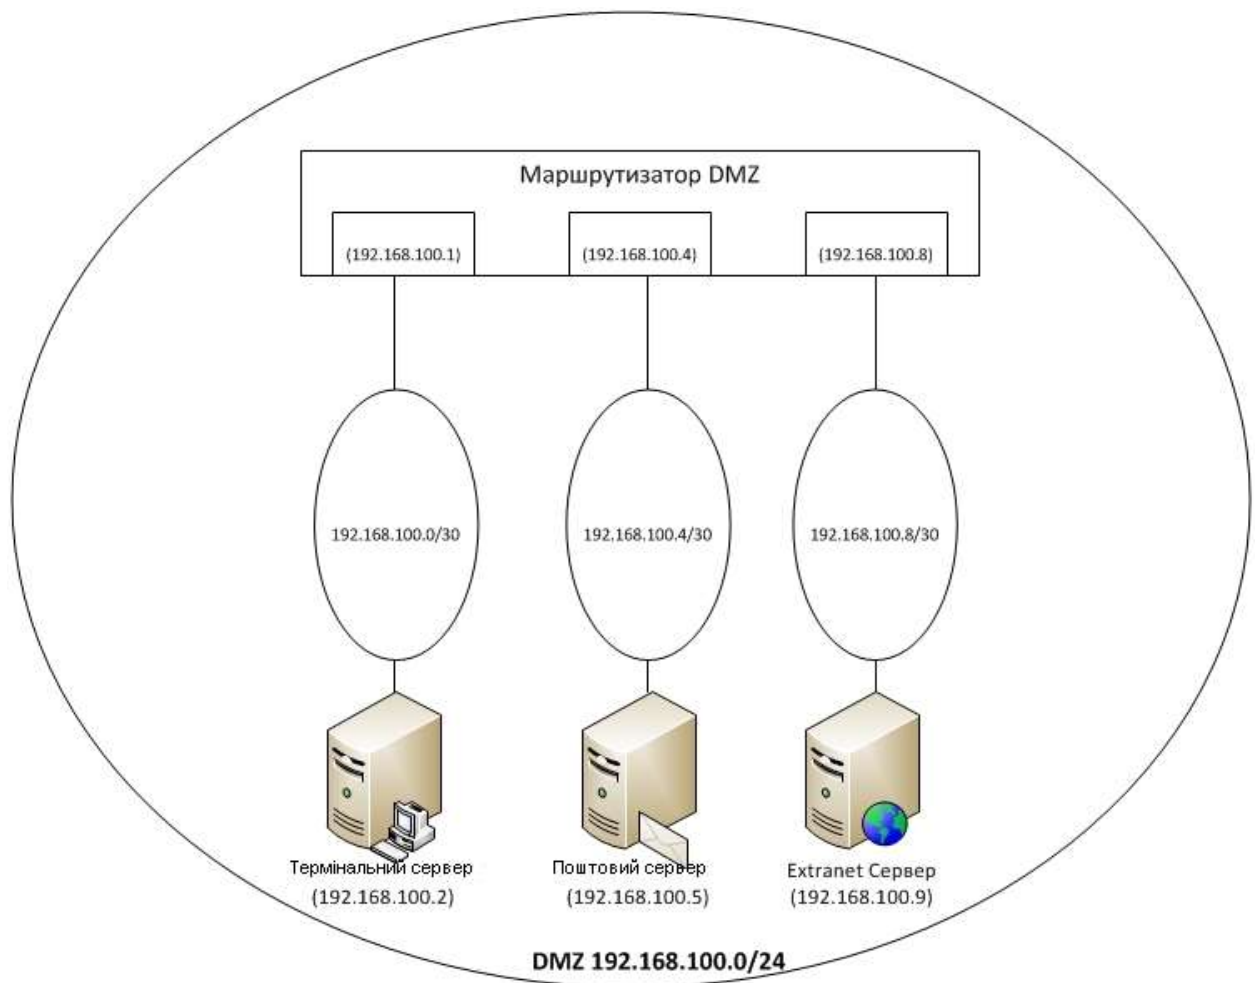 Маршрутизатор DMZ
(192.168.100.1)
(192.168.100.4)
(192.168.100.8)
192.168.100.0/30
192.168.100.4/30
192.168.100.8/30
Термінальний сервер
(192.168.100.2)
Поштовий сервер
(192.168.100.5)
Extranet Сервер
(192.168.100.9)
DMZ 192.168.100.0/24